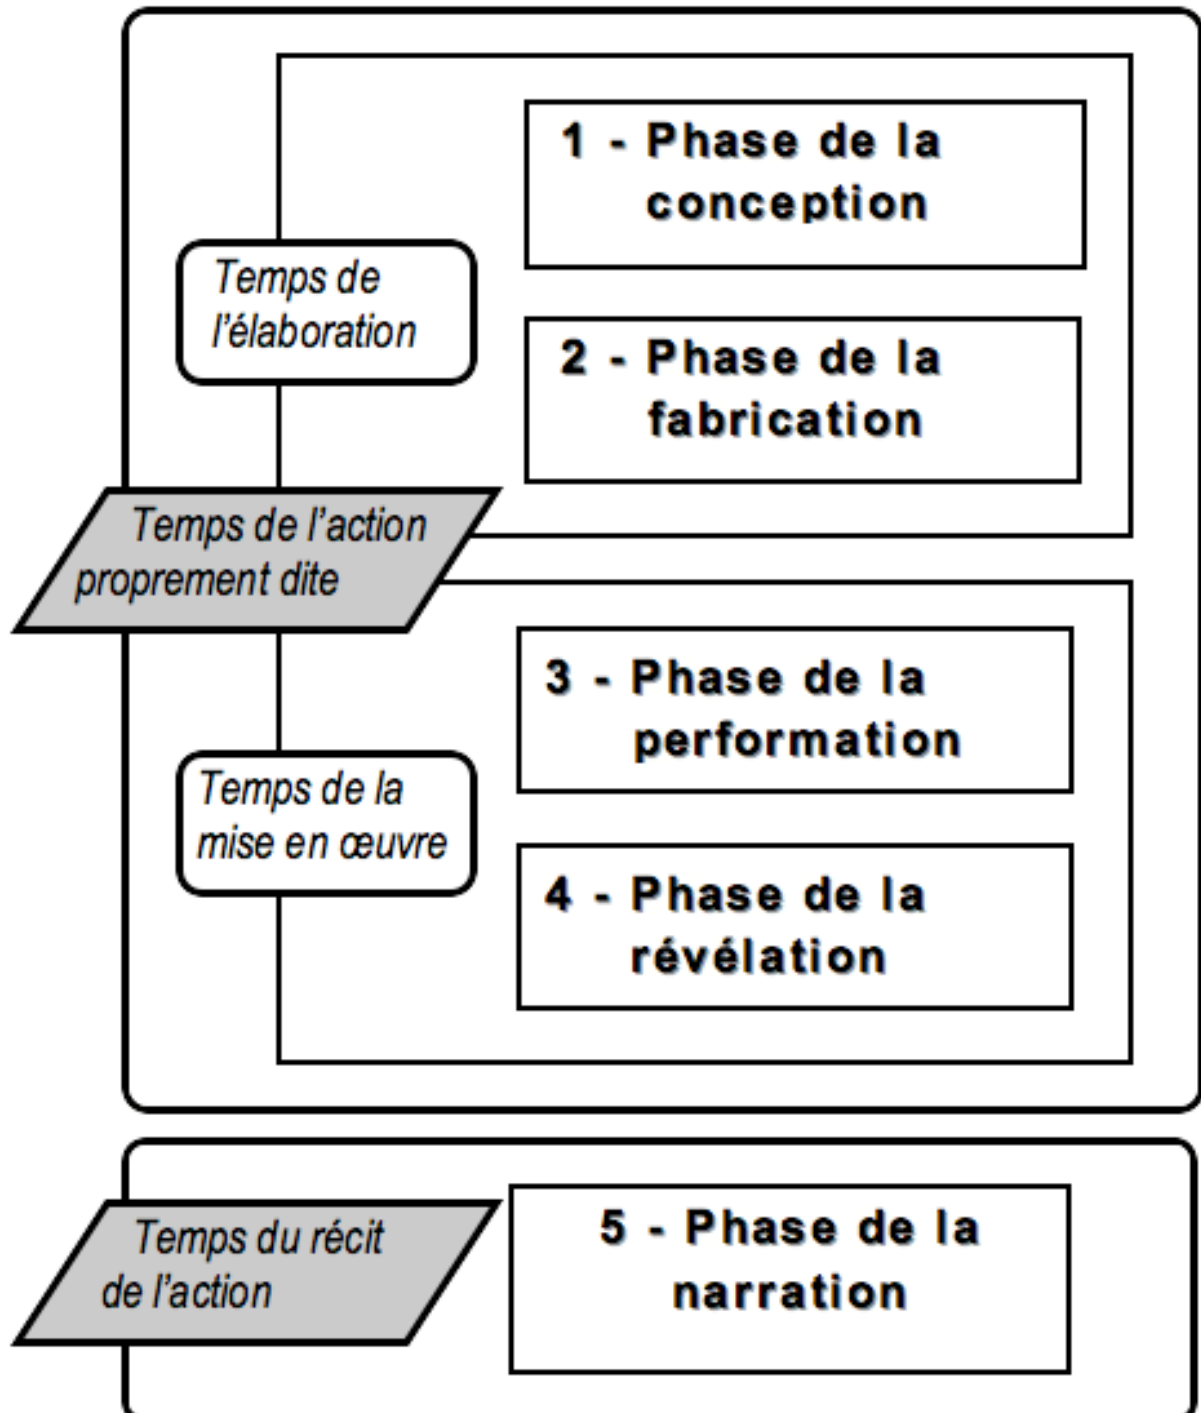 1 - Phase de la
conception
Temps de
l'élaboration
2 - Phase de la
fabrication
Temps de l'action
proprement dite
3 - Phase de la
performation
Temps de la
mise en œuvre
4 - Phase de la
révélation
Temps du récit
de l'action
5 - Phase de la
narration